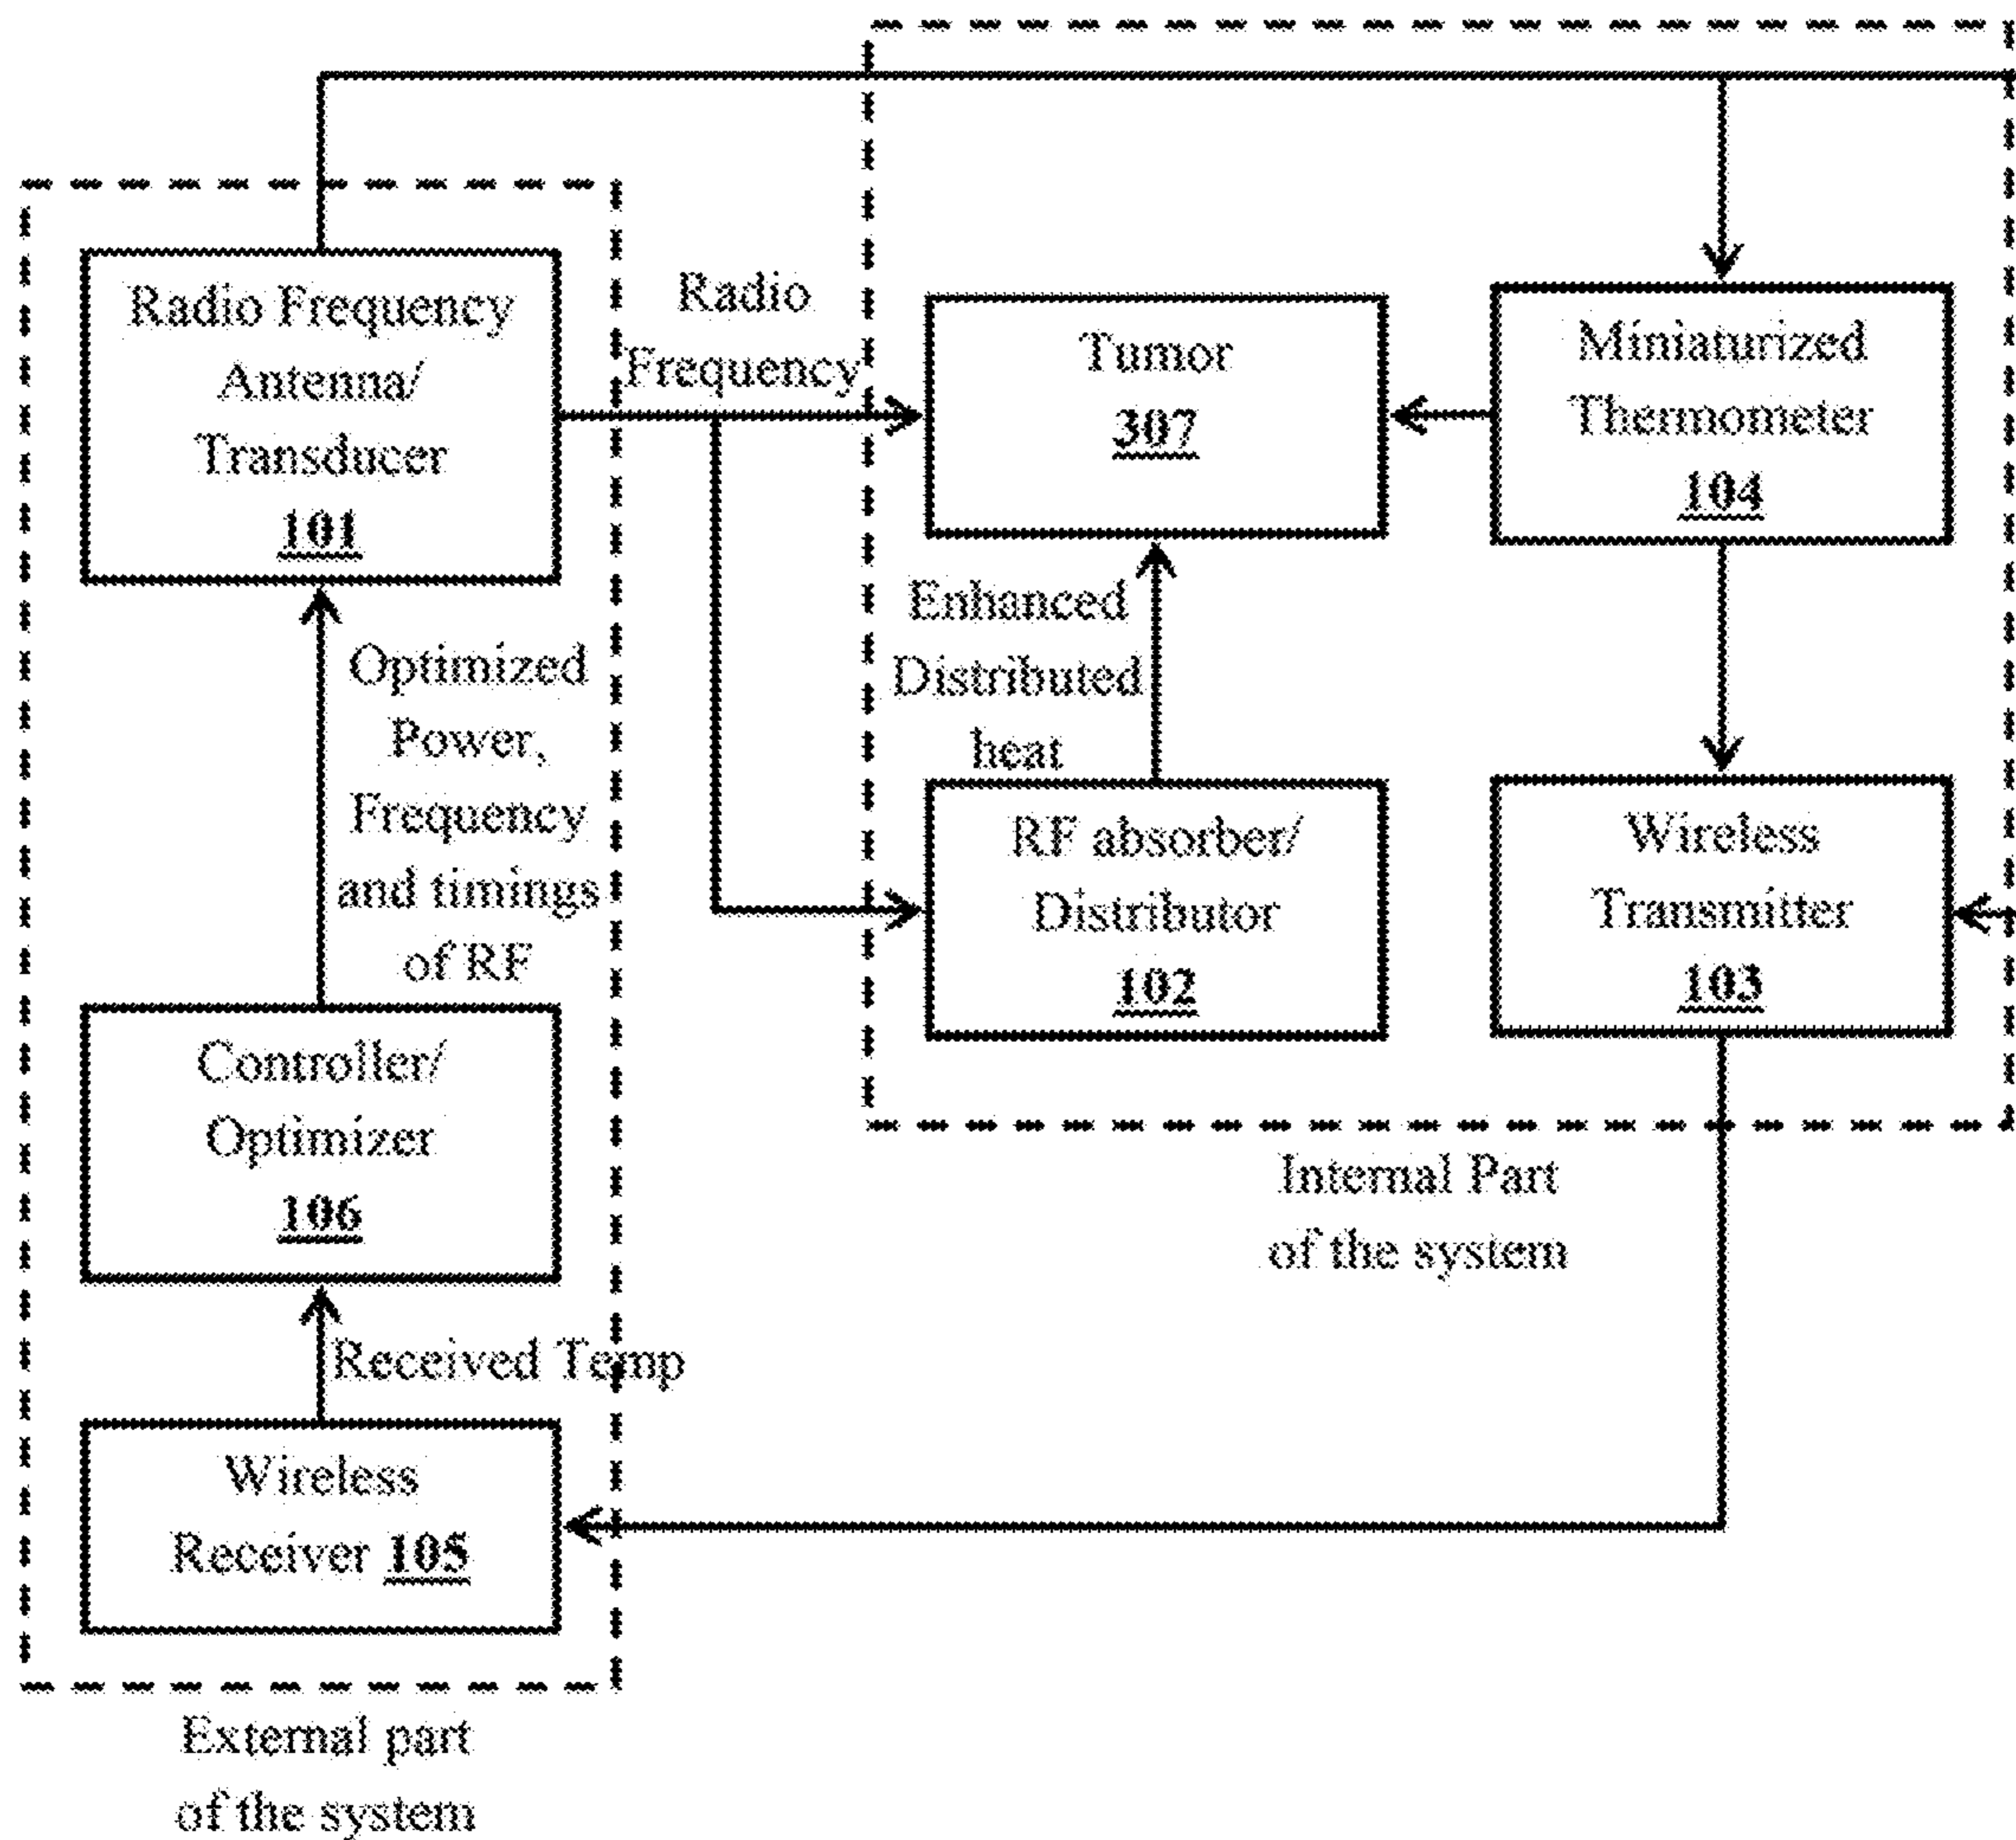 Radio Frequency
Antenna/
Transducer
101
Radio
Frequency
Tumor
307
Miniaturized
Thermometer
104
Optimized
Power,
Frequency
and timings
of RF
Enhanced
Distributed
heat
RF absorber/
Distributor
102
Wireless
Transmitter
103
Controller/
Optimizer
106
Internal Part
of the system
Received Temp
Wireless
Receiver 105
External part
of the system